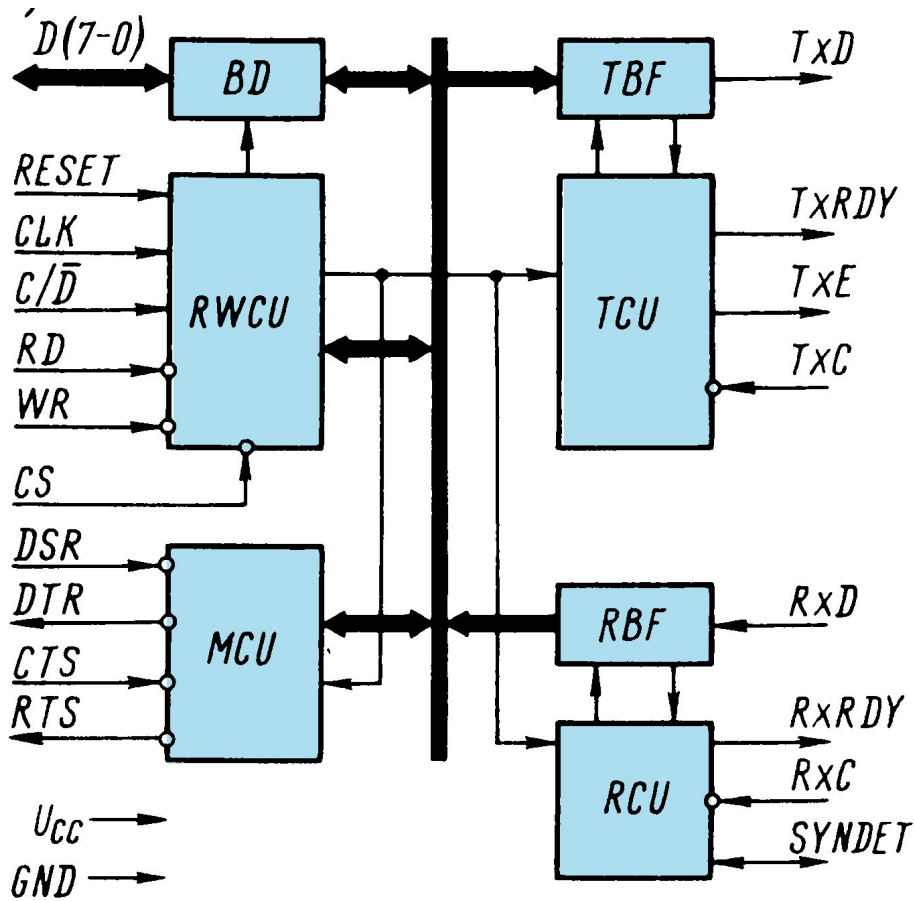 D(7-0)
BD
TBF
TxD
RESET
CLK
C/D̅
RD
WR
CS
RWCU
TCU
TxRDY
TxE
TxC
DSR
DTR
CTS
RTS
MCU
RBF
RxD
RCU
RxRDY
RxC
SYNDET
UCC
GND